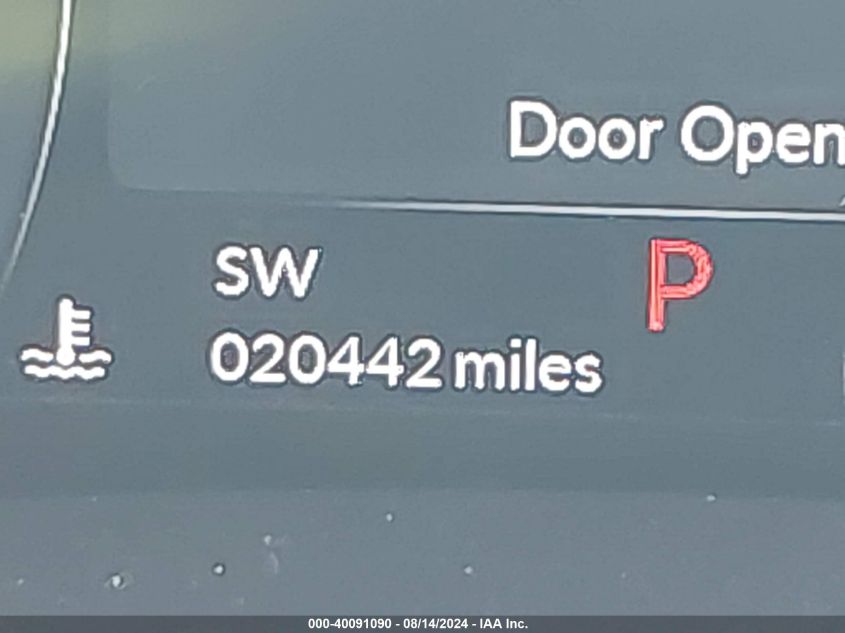 Door Open
SW
P
020442 miles
000-40091090 - 08/14/2024 - IAA Inc.